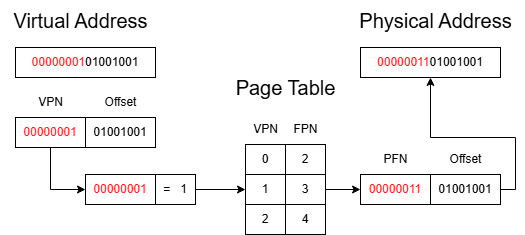 Virtual Address
Physical Address
0000000101001001
0000001101001001
VPN Offset
00000001 01001001
Page Table
VPN FPN
0 2
1 3
2 4
00000001 = 1
PFN Offset
00000011 01001001